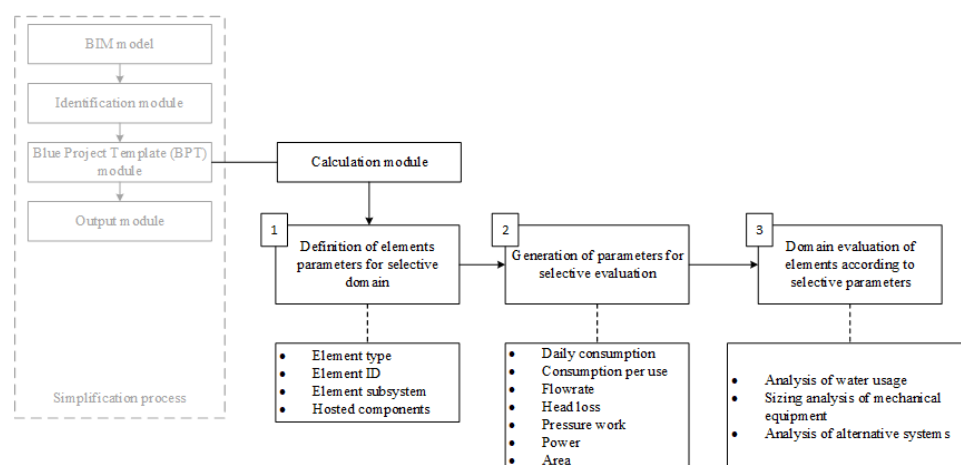 BIM model
Identification module
Blue Project Template (BPT)
module
Output module
Simplification process
Calculation module
1
Definition of elements
parameters for selective
domain
2
Generation of parameters for
selective evaluation
3
Domain evaluation of
elements according to
selective parameters
• Element type
• Element ID
• Element subsystem
• Hosted components
• Daily consumption
• Consumption per use
• Flowrate
• Head loss
• Pressure work
• Power
• Area
• Analysis of water usage
• Sizing analysis of mechanical
equipment
• Analysis of alternative systems